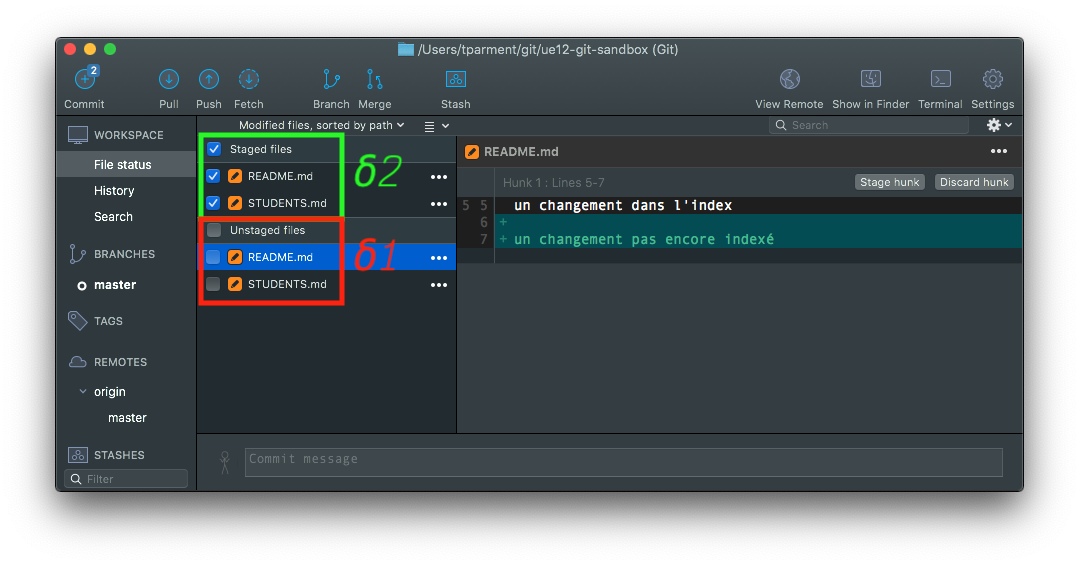 /Users/tparment/git/ue12-git-sandbox (Git)
2
Commit Pull Push Fetch Branch Merge Stash View Remote Show in Finder Terminal Settings
Modified files, sorted by path
Search
WORKSPACE
File status
History
Search
BRANCHES
master
TAGS
REMOTES
origin
master
STASHES
Filter
Staged files
README.md
STUDENTS.md
δ2
Unstaged files
README.md
STUDENTS.md
δ1
README.md
Hunk 1 : Lines 5-7 Stage hunk Discard hunk
5 5 un changement dans l'index
6 +
7 + un changement pas encore indexé
Commit message